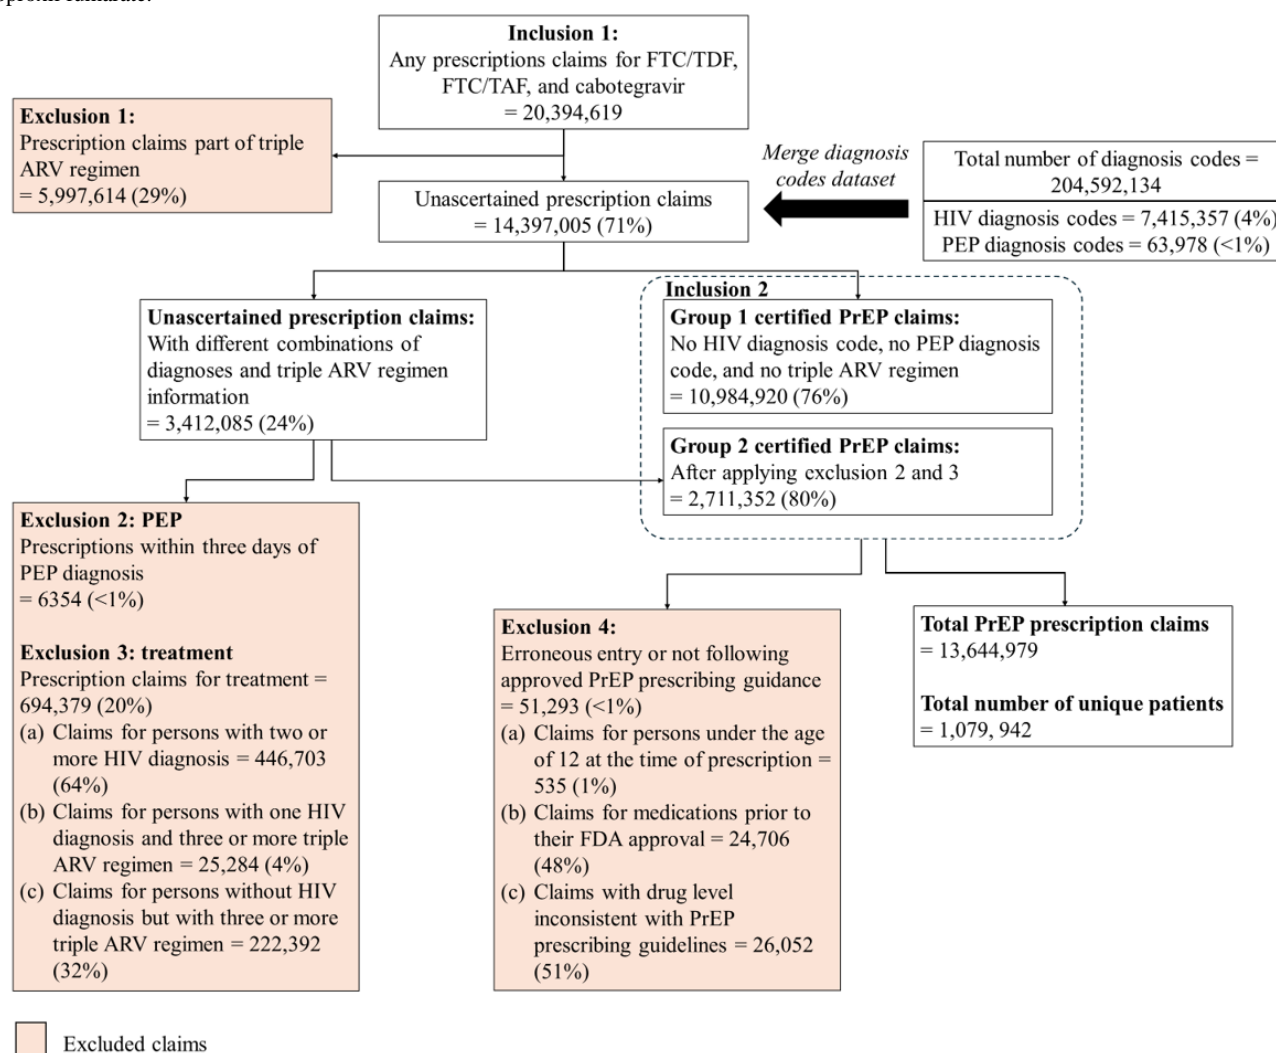 Inclusion 1:
Any prescriptions claims for FTC/TDF,
FTC/TAF, and cabotegravir
= 20,394,619
Exclusion 1:
Prescription claims part of triple
ARV regimen
= 5,997,614 (29%)
Merge diagnosis
codes dataset
Total number of diagnosis codes =
204,592,134
HIV diagnosis codes = 7,415,357 (4%)
PEP diagnosis codes = 63,978 (<1%)
Unascertained prescription claims
= 14,397,005 (71%)
Unascertained prescription claims:
With different combinations of
diagnoses and triple ARV regimen
information
= 3,412,085 (24%)
Inclusion 2
Group 1 certified PrEP claims:
No HIV diagnosis code, no PEP diagnosis
code, and no triple ARV regimen
= 10,984,920 (76%)
Group 2 certified PrEP claims:
After applying exclusion 2 and 3
= 2,711,352 (80%)
Exclusion 2: PEP
Prescriptions within three days of
PEP diagnosis
= 6354 (<1%)
Exclusion 3: treatment
Prescription claims for treatment =
694,379 (20%)
(a) Claims for persons with two or
more HIV diagnosis = 446,703
(64%)
(b) Claims for persons with one HIV
diagnosis and three or more triple
ARV regimen = 25,284 (4%)
(c) Claims for persons without HIV
diagnosis but with three or more
triple ARV regimen = 222,392
(32%)
Exclusion 4:
Erroneous entry or not following
approved PrEP prescribing guidance
= 51,293 (<1%)
(a) Claims for persons under the age
of 12 at the time of prescription =
535 (1%)
(b) Claims for medications prior to
their FDA approval = 24,706
(48%)
(c) Claims with drug level
inconsistent with PrEP
prescribing guidelines = 26,052
(51%)
Total PrEP prescription claims
= 13,644,979
Total number of unique patients
= 1,079, 942
Excluded claims